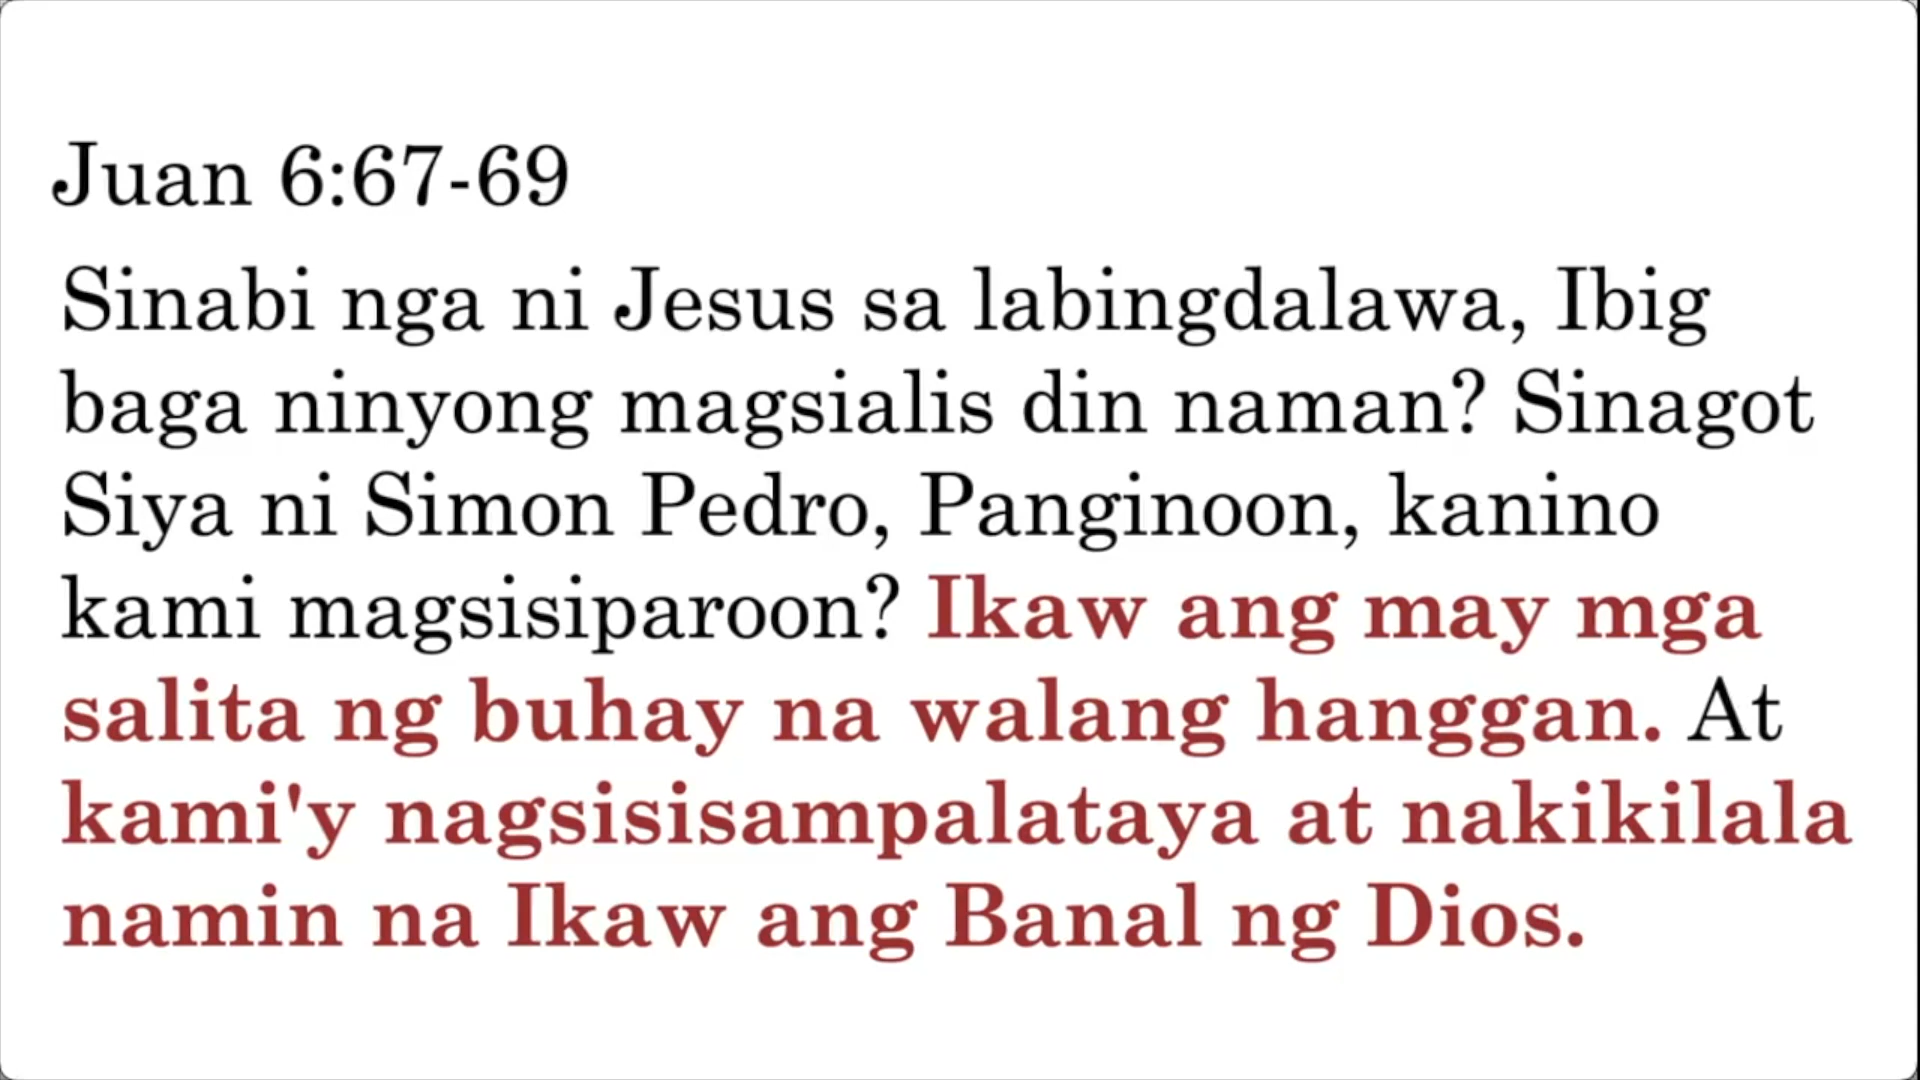 Juan 6:67-69
Sinabi nga ni Jesus sa labingdalawa, Ibig
baga ninyong magsialis din naman? Sinagot
Siya ni Simon Pedro, Panginoon, kanino
kami magsisiparoon? Ikaw ang may mga
salita ng buhay na walang hanggan. At
kami'y nagsisisampalataya at nakikilala
namin na Ikaw ang Banal ng Dios.